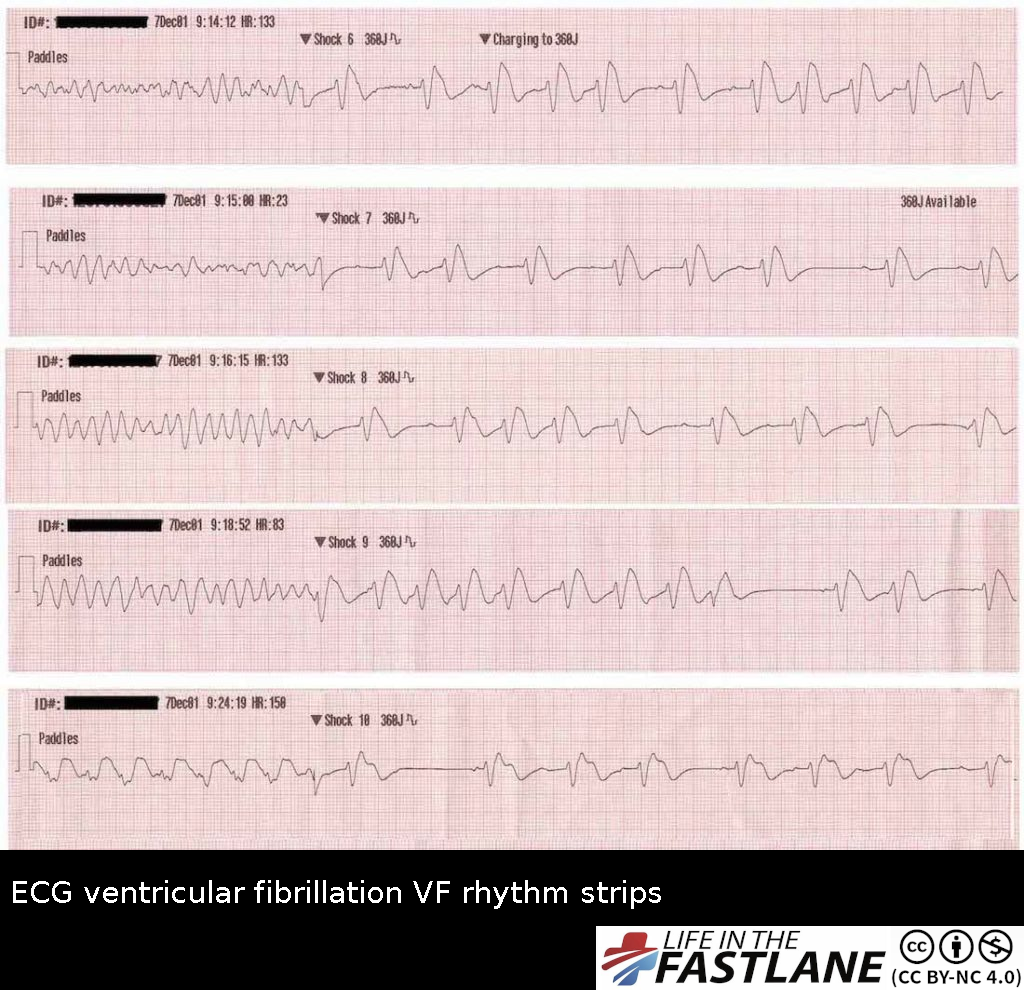 ID#: 7Dec01 9:14:12 HR:133
Shock 6 360J
Charging to 360J
Paddles
ID#: 7Dec01 9:15:00 HR:23
360J Available
Shock 7 360J
Paddles
ID#: 7Dec01 9:16:15 HR:133
Shock 8 360J
Paddles
ID#: 7Dec01 9:18:52 HR:83
Shock 9 360J
Paddles
ID#: 7Dec01 9:24:19 HR:150
Shock 10 360J
Paddles
ECG ventricular fibrillation VF rhythm strips
LIFE IN THE
FASTLANE
cc
(CC BY-NC 4.0)